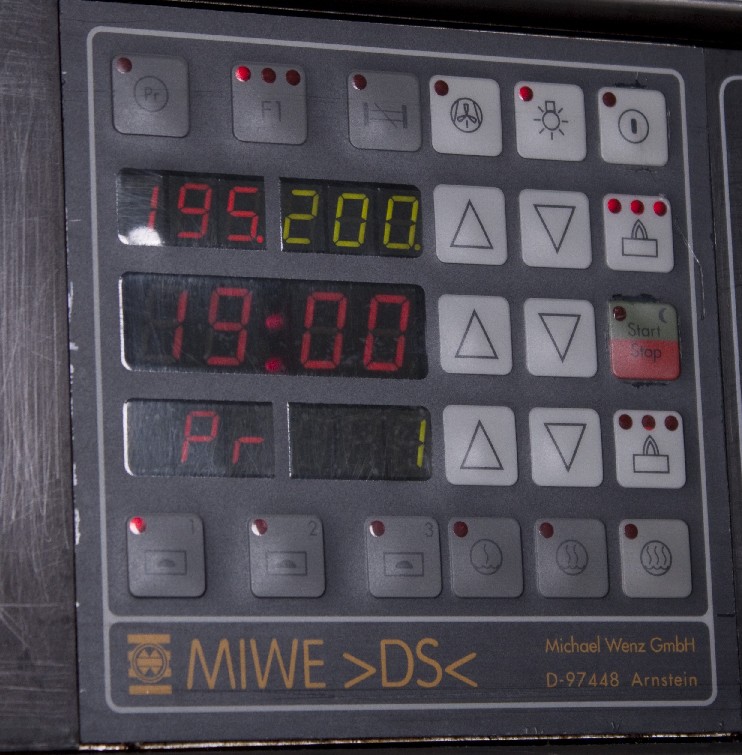 Pr
F1
195. 200.
19:00
Start
Stop
Pr 1
1 2 3
MIWE >DS<
Michael Wenz GmbH
D-97448 Arnstein